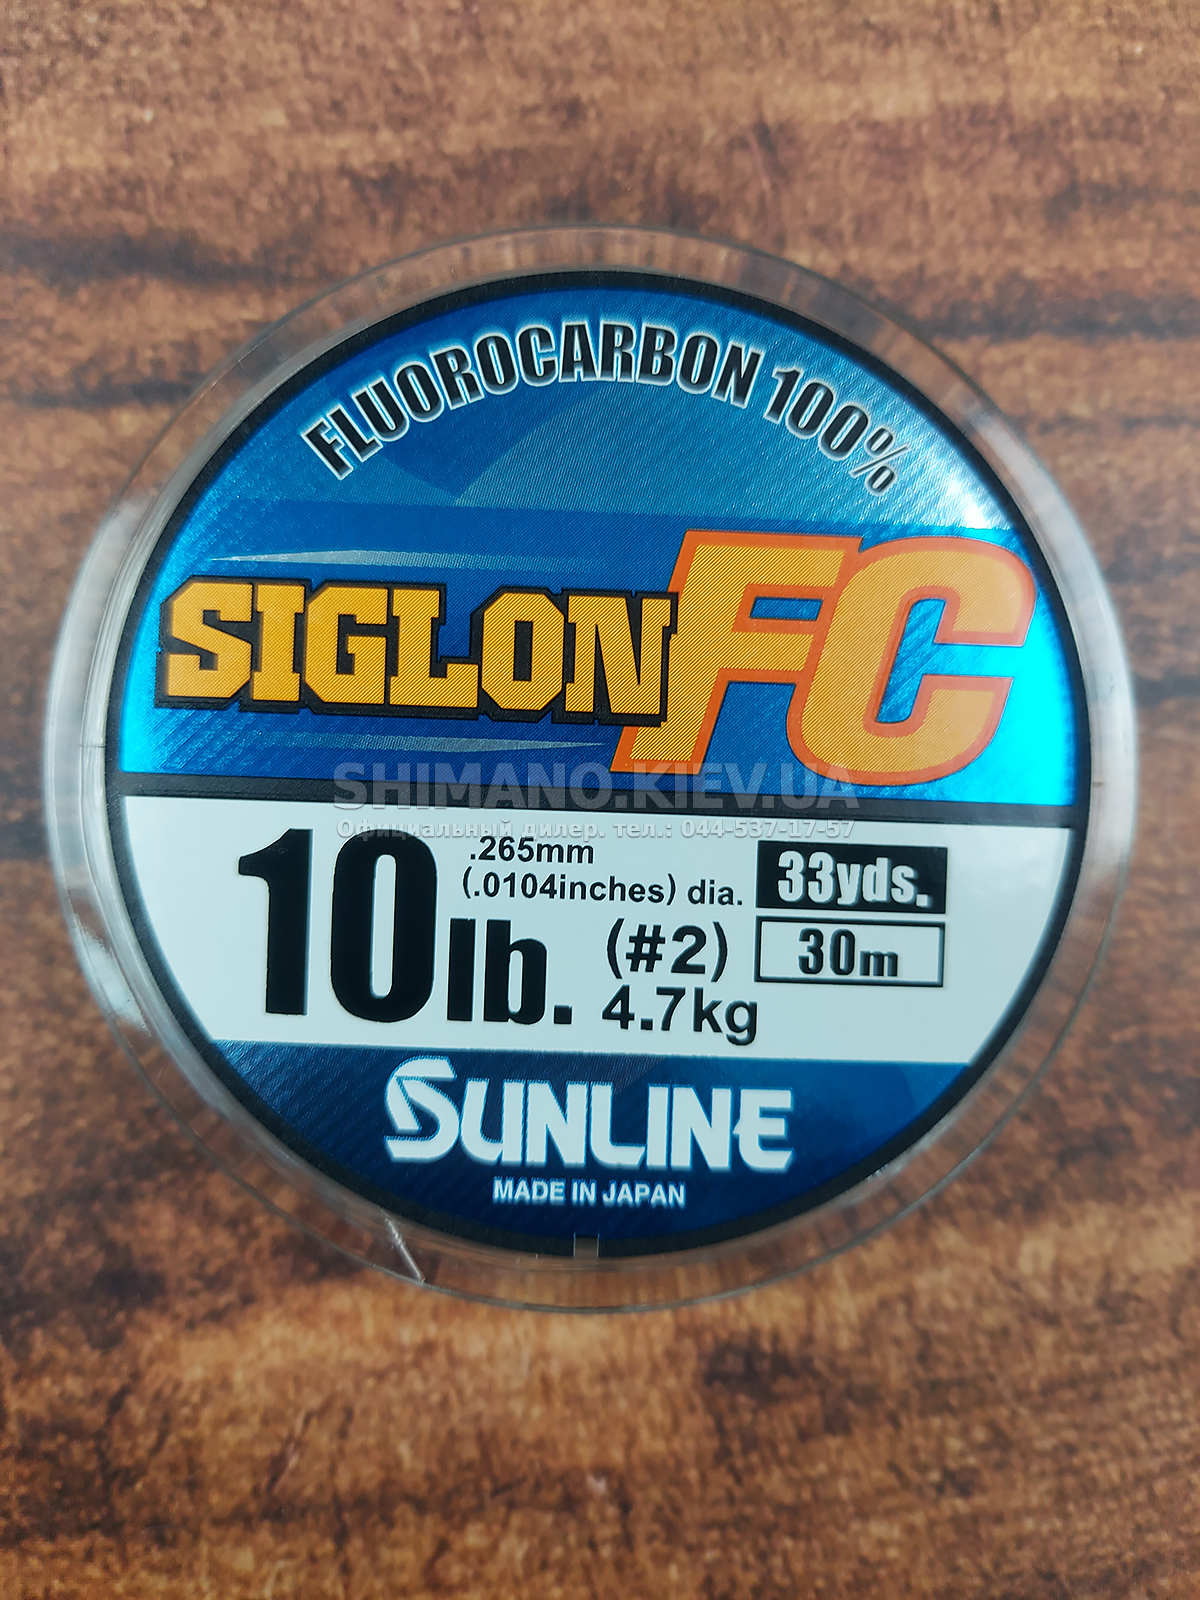 FLUOROCARBON 100%
SIGLON FC
SHIMANO.KIEV.UA
Официальный дилер. тел.: 044-537-17-57
10lb.
.265mm
(.0104inches) dia.
(#2)
4.7kg
33yds.
30m
SUNLINE
MADE IN JAPAN